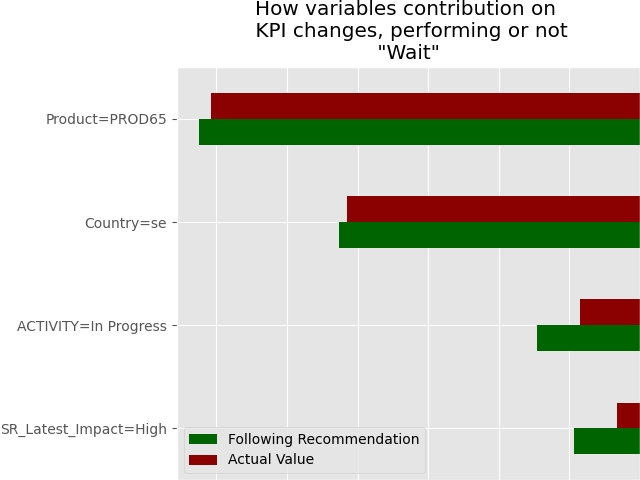 How variables contribution on
KPI changes, performing or not
"Wait"
Product=PROD65
Country=se
ACTIVITY=In Progress
SR_Latest_Impact=High
Following Recommendation
Actual Value